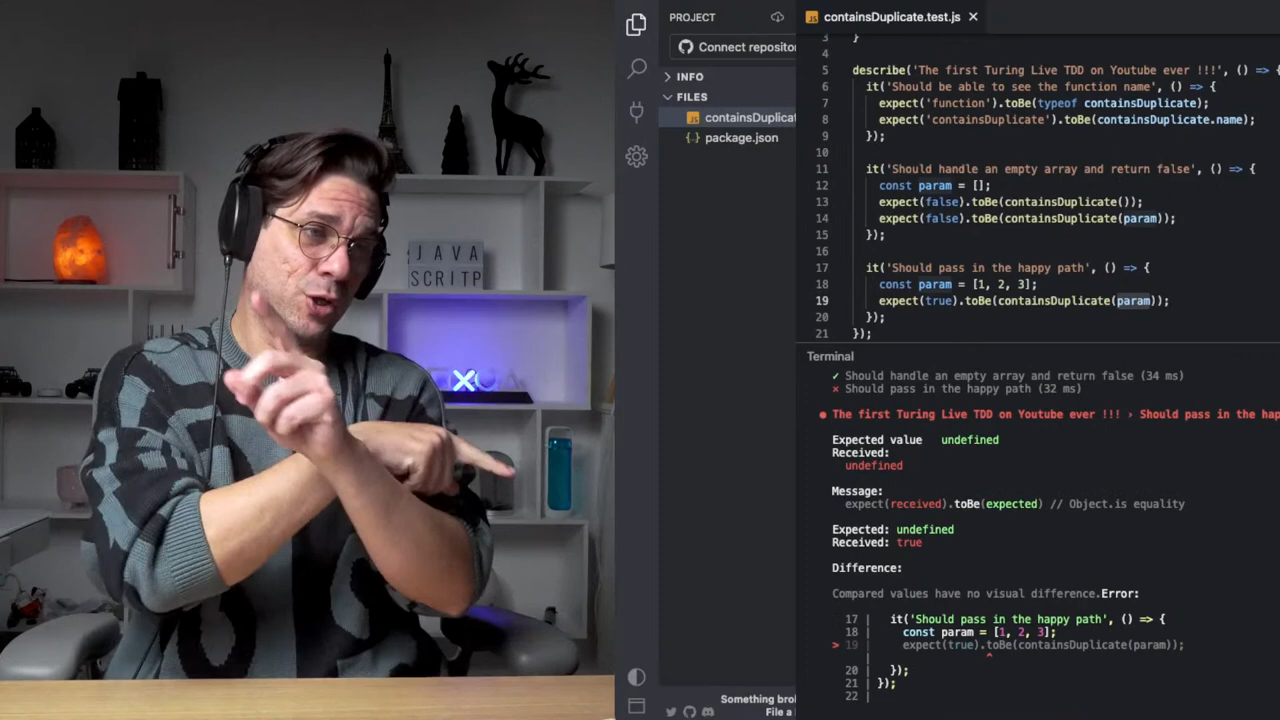 JAVA
SCRITP
PROJECT
Connect reposito
INFO
FILES
containsDuplicat
package.json
Something bro
File a
containsDuplicate.test.js
3 }
4
5 describe('The first Turing Live TDD on Youtube ever !!!', () => {
6 it('Should be able to see the function name', () => {
7 expect('function').toBe(typeof containsDuplicate);
8 expect('containsDuplicate').toBe(containsDuplicate.name);
9 });
10
11 it('Should handle an empty array and return false', () => {
12 const param = [];
13 expect(false).toBe(containsDuplicate());
14 expect(false).toBe(containsDuplicate(param));
15 });
16
17 it('Should pass in the happy path', () => {
18 const param = [1, 2, 3];
19 expect(true).toBe(containsDuplicate(param));
20 });
21 });
Terminal
✓ Should handle an empty array and return false (34 ms)
✕ Should pass in the happy path (32 ms)
● The first Turing Live TDD on Youtube ever !!! › Should pass in the hap
Expected value undefined
Received:
undefined
Message:
expect(received).toBe(expected) // Object.is equality
Expected: undefined
Received: true
Difference:
Compared values have no visual difference.Error:
17 | it('Should pass in the happy path', () => {
18 | const param = [1, 2, 3];
> 19 | expect(true).toBe(containsDuplicate(param));
| ^
20 | });
21 | });
22 |